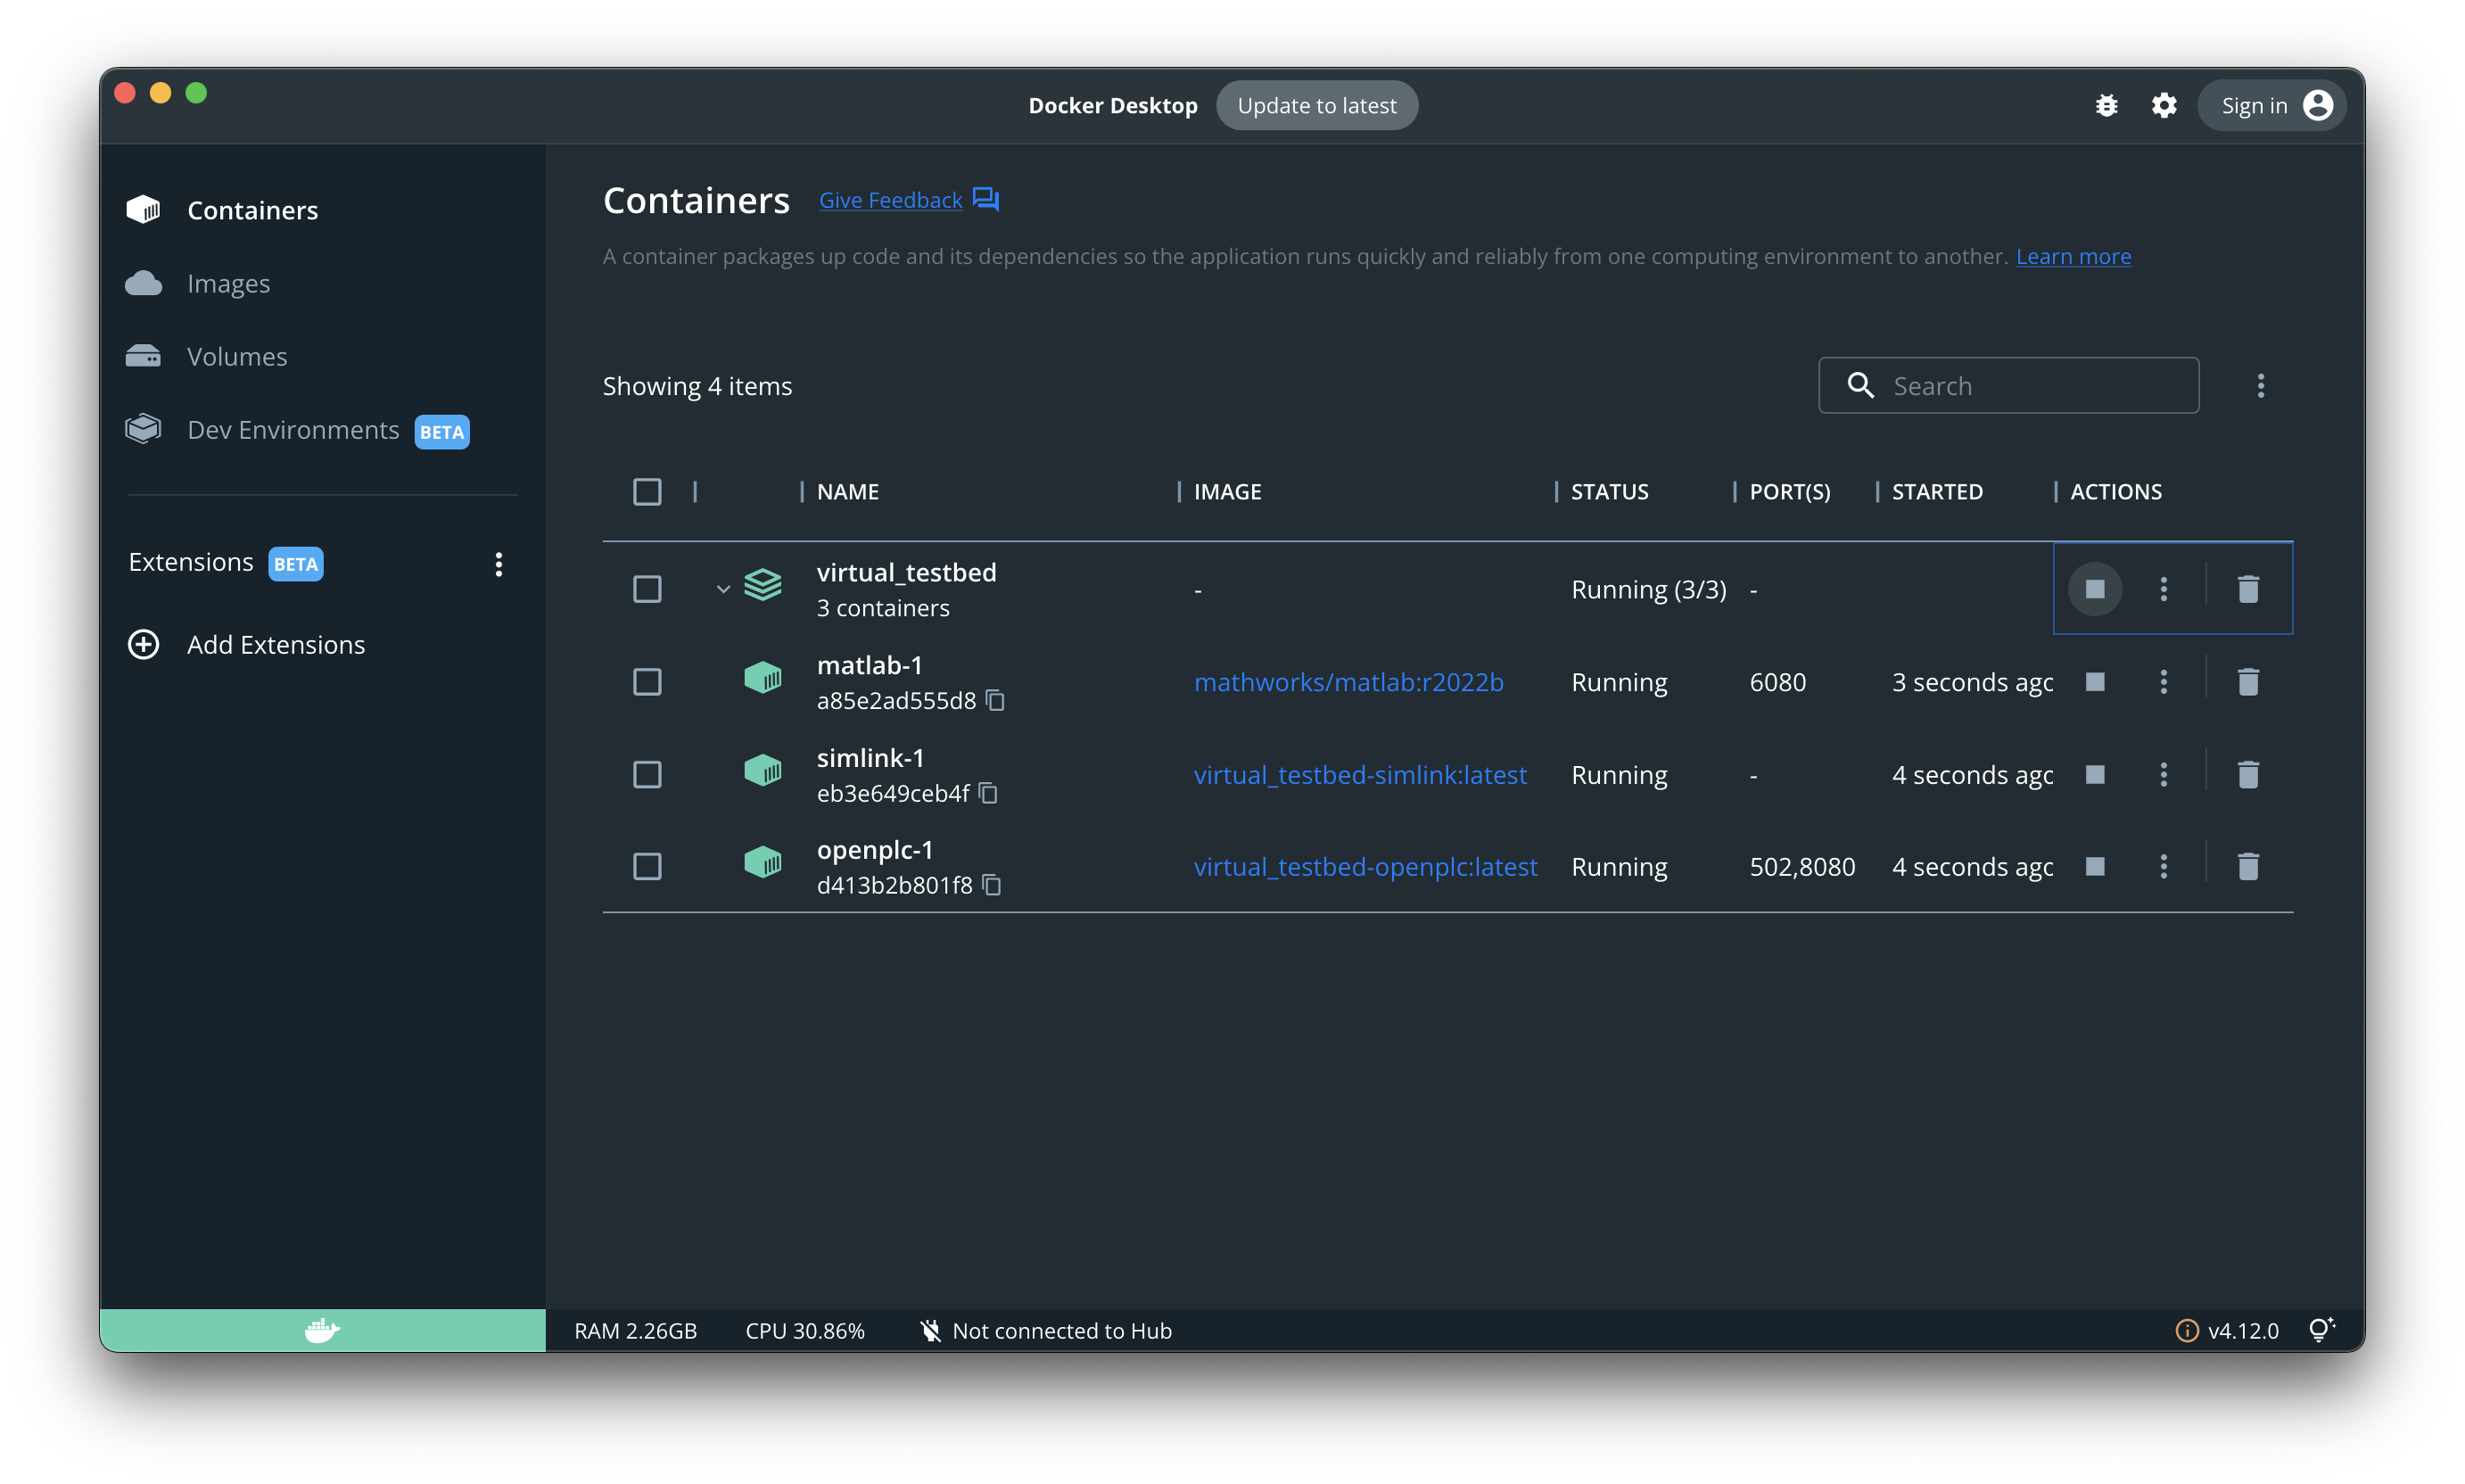 Docker Desktop Update to latest Sign in
Containers
Images
Volumes
Dev Environments BETA
Extensions BETA
Add Extensions
Containers Give Feedback
A container packages up code and its dependencies so the application runs quickly and reliably from one computing environment to another. Learn more
Showing 4 items Search
NAME IMAGE STATUS PORT(S) STARTED ACTIONS
virtual_testbed
3 containers
- Running (3/3) -
matlab-1
a85e2ad555d8
mathworks/matlab:r2022b Running 6080 3 seconds ago
simlink-1
eb3e649ceb4f
virtual_testbed-simlink:latest Running - 4 seconds ago
openplc-1
d413b2b801f8
virtual_testbed-openplc:latest Running 502,8080 4 seconds ago
RAM 2.26GB CPU 30.86% Not connected to Hub v4.12.0